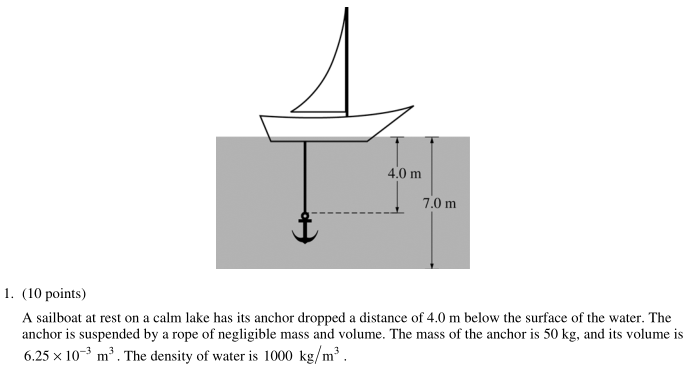 4.0 m
7.0 m
1. (10 points)
A sailboat at rest on a calm lake has its anchor dropped a distance of 4.0 m below the surface of the water. The
anchor is suspended by a rope of negligible mass and volume. The mass of the anchor is 50 kg, and its volume is
6.25 × 10⁻³ m³ . The density of water is 1000 kg/m³ .